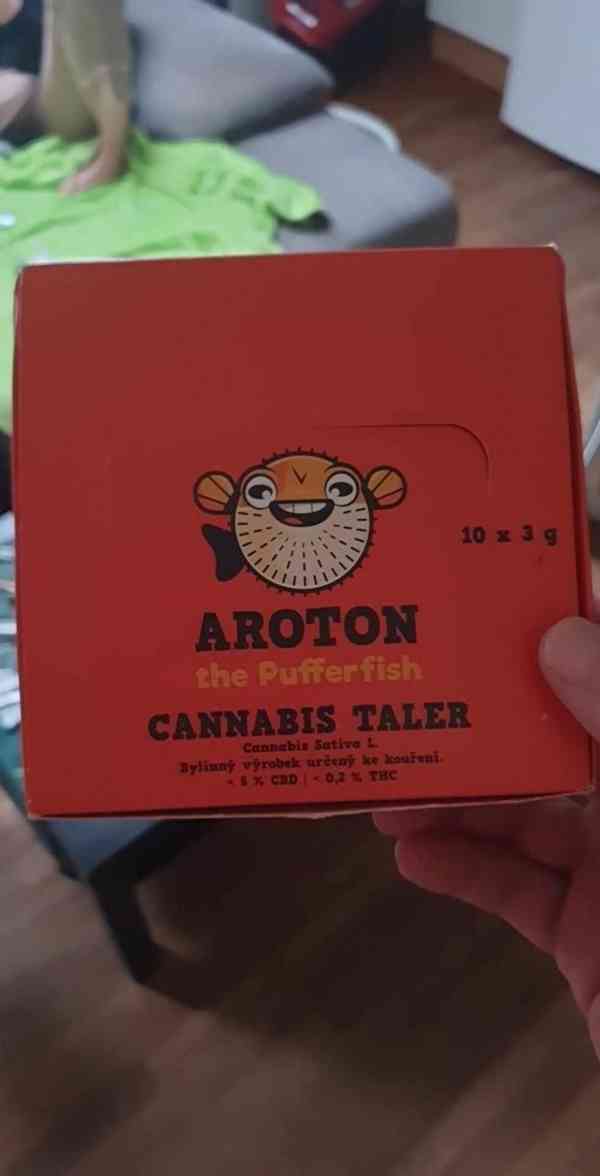 10 x 3 g
AROTON
the Pufferfish
CANNABIS TALER
Cannabis Sativa L.
Bylinný výrobek určený ke kouření.
< 5 % CBD | < 0,2 % THC